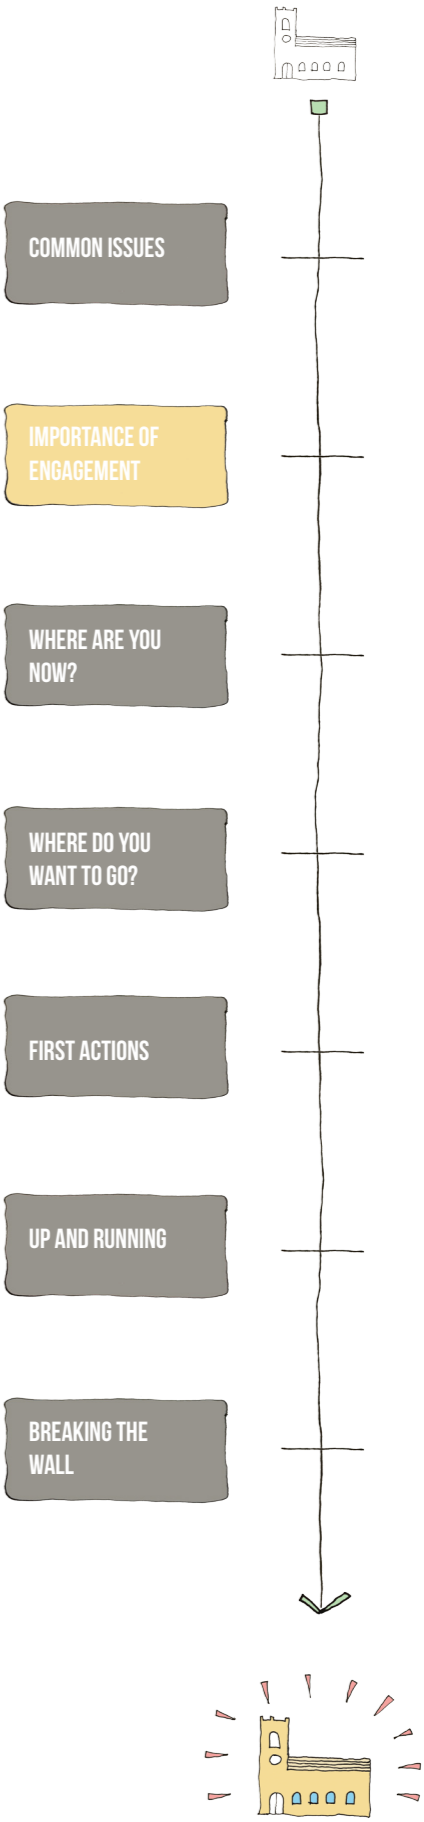 COMMON ISSUES
IMPORTANCE OF
ENGAGEMENT
WHERE ARE YOU
NOW?
WHERE DO YOU
WANT TO GO?
FIRST ACTIONS
UP AND RUNNING
BREAKING THE
WALL